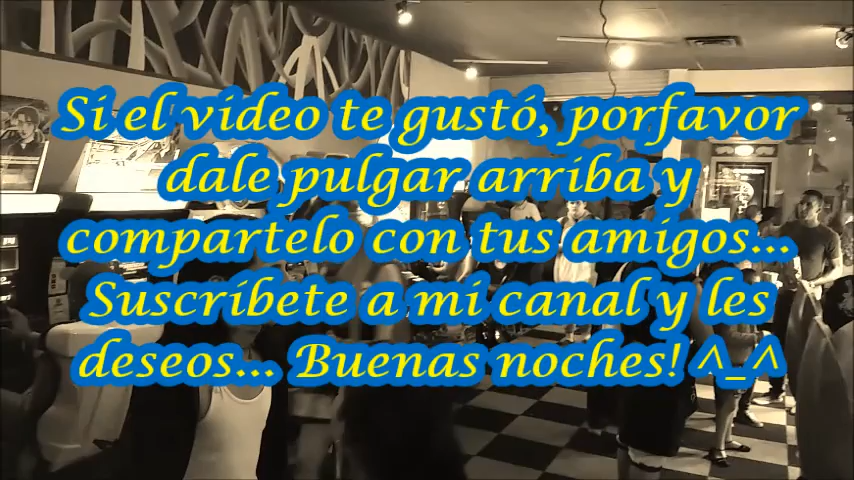 Si el video te gustó, porfavor
dale pulgar arriba y
compartelo con tus amigos...
Suscribete a mi canal y les
deseos... Buenas noches! ^_^